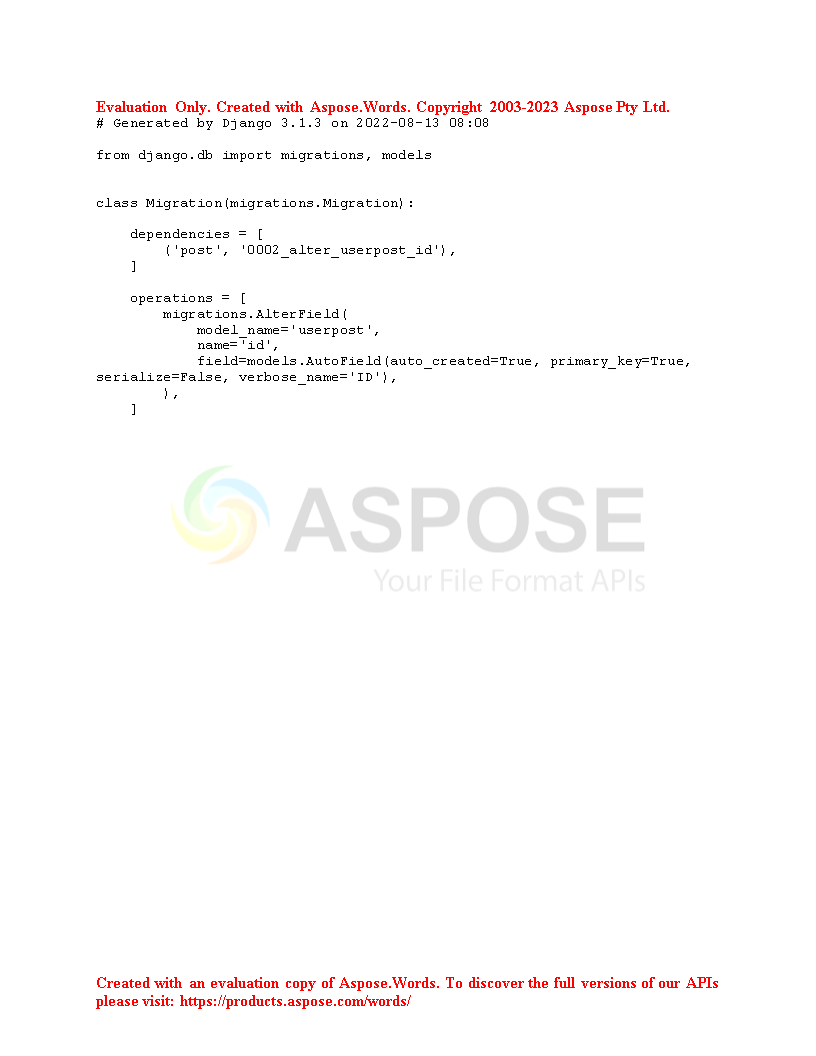 Evaluation Only. Created with Aspose.Words. Copyright 2003-2023 Aspose Pty Ltd.
# Generated by Django 3.1.3 on 2022-08-13 08:08

from django.db import migrations, models


class Migration(migrations.Migration):

    dependencies = [
        ('post', '0002_alter_userpost_id'),
    ]

    operations = [
        migrations.AlterField(
            model_name='userpost',
            name='id',
            field=models.AutoField(auto_created=True, primary_key=True,
serialize=False, verbose_name='ID'),
        ),
    ]
ASPOSE
Your File Format APIs
Created with an evaluation copy of Aspose.Words. To discover the full versions of our APIs
please visit: https://products.aspose.com/words/